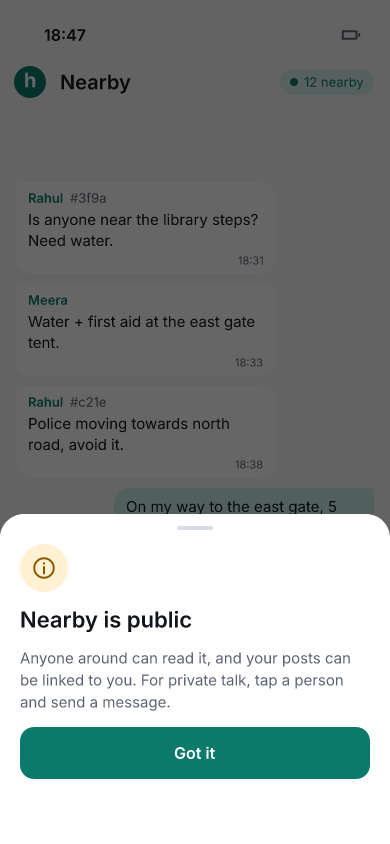 18:47
h Nearby
12 nearby
Rahul #3f9a
Is anyone near the library steps?
Need water.
18:31
Meera
Water + first aid at the east gate
tent.
18:33
Rahul #c21e
Police moving towards north
road, avoid it.
18:38
On my way to the east gate, 5
Nearby is public
Anyone around can read it, and your posts can
be linked to you. For private talk, tap a person
and send a message.
Got it